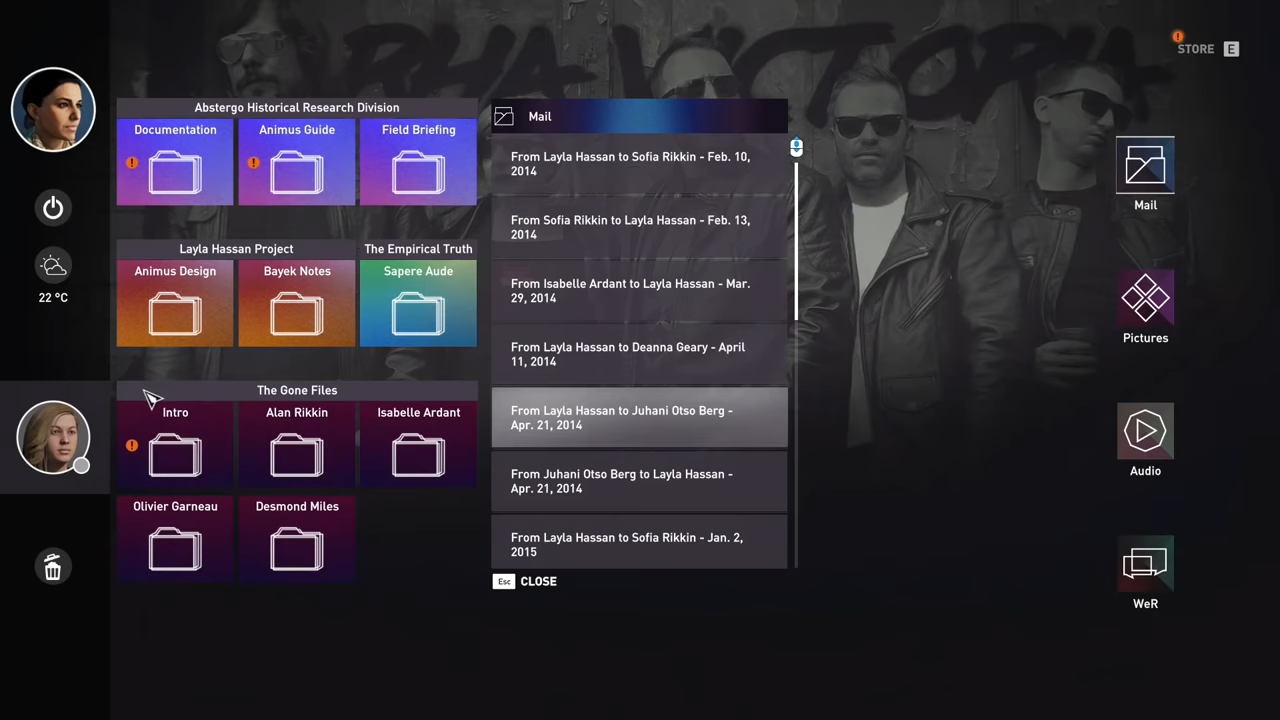 STORE E
Abstergo Historical Research Division
Documentation
Animus Guide
Field Briefing
Layla Hassan Project
The Empirical Truth
Animus Design
Bayek Notes
Sapere Aude
22 °C
The Gone Files
Intro
Alan Rikkin
Isabelle Ardant
Olivier Garneau
Desmond Miles
Mail
From Layla Hassan to Sofia Rikkin - Feb. 10,
2014
From Sofia Rikkin to Layla Hassan - Feb. 13,
2014
From Isabelle Ardant to Layla Hassan - Mar.
29, 2014
From Layla Hassan to Deanna Geary - April
11, 2014
From Layla Hassan to Juhani Otso Berg -
Apr. 21, 2014
From Juhani Otso Berg to Layla Hassan -
Apr. 21, 2014
From Layla Hassan to Sofia Rikkin - Jan. 2,
2015
Esc CLOSE
Mail
Pictures
Audio
WeR